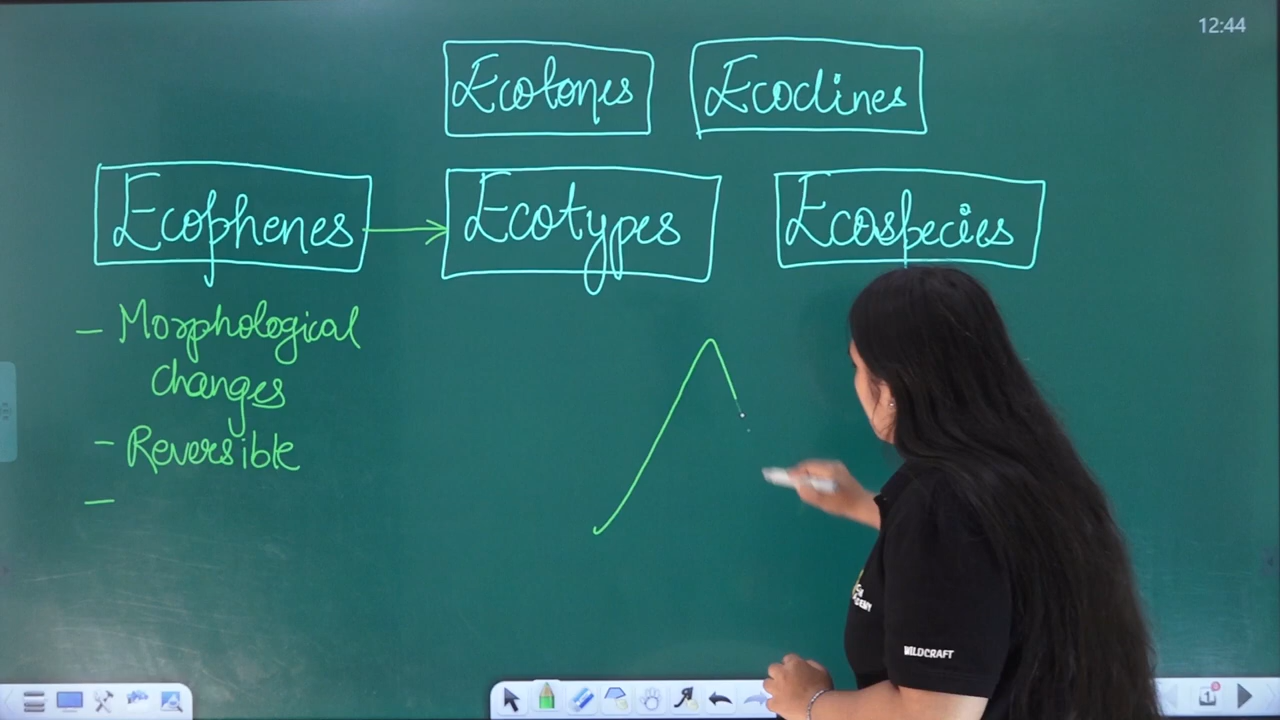 12:44
Ecotones Ecoclines
Ecophenes → Ecotypes Ecospecies
- Morphological
changes
- Reversible
-
WILDCRAFT